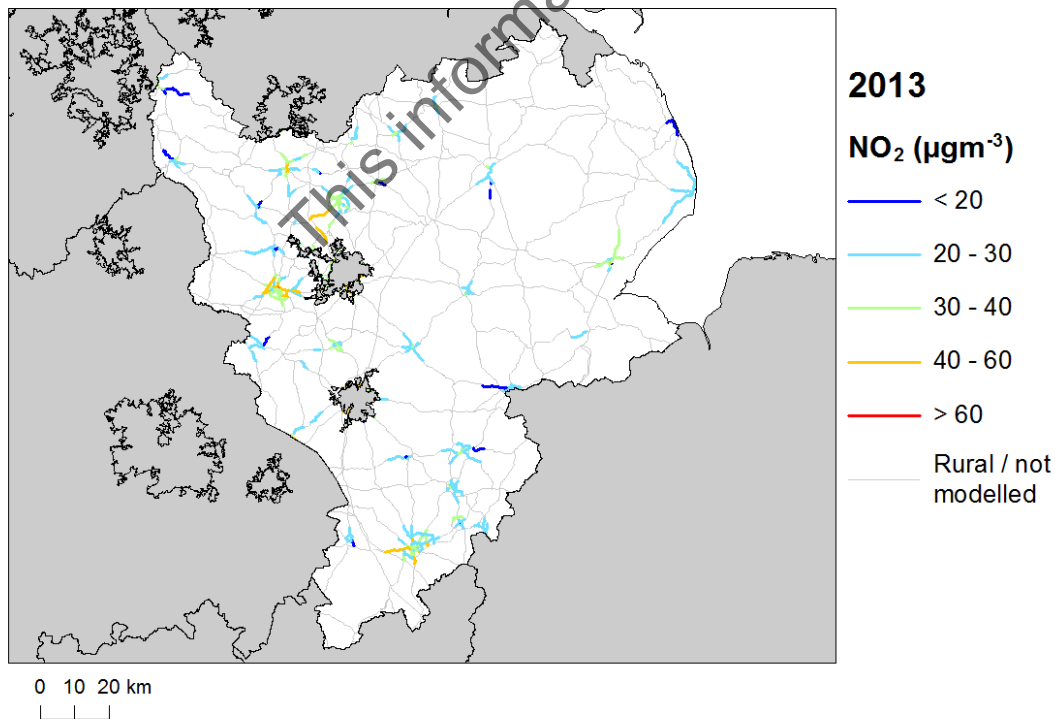 This informa
2013
NO₂ (µgm⁻³)
< 20
20 - 30
30 - 40
40 - 60
> 60
Rural / not
modelled
0 10 20 km